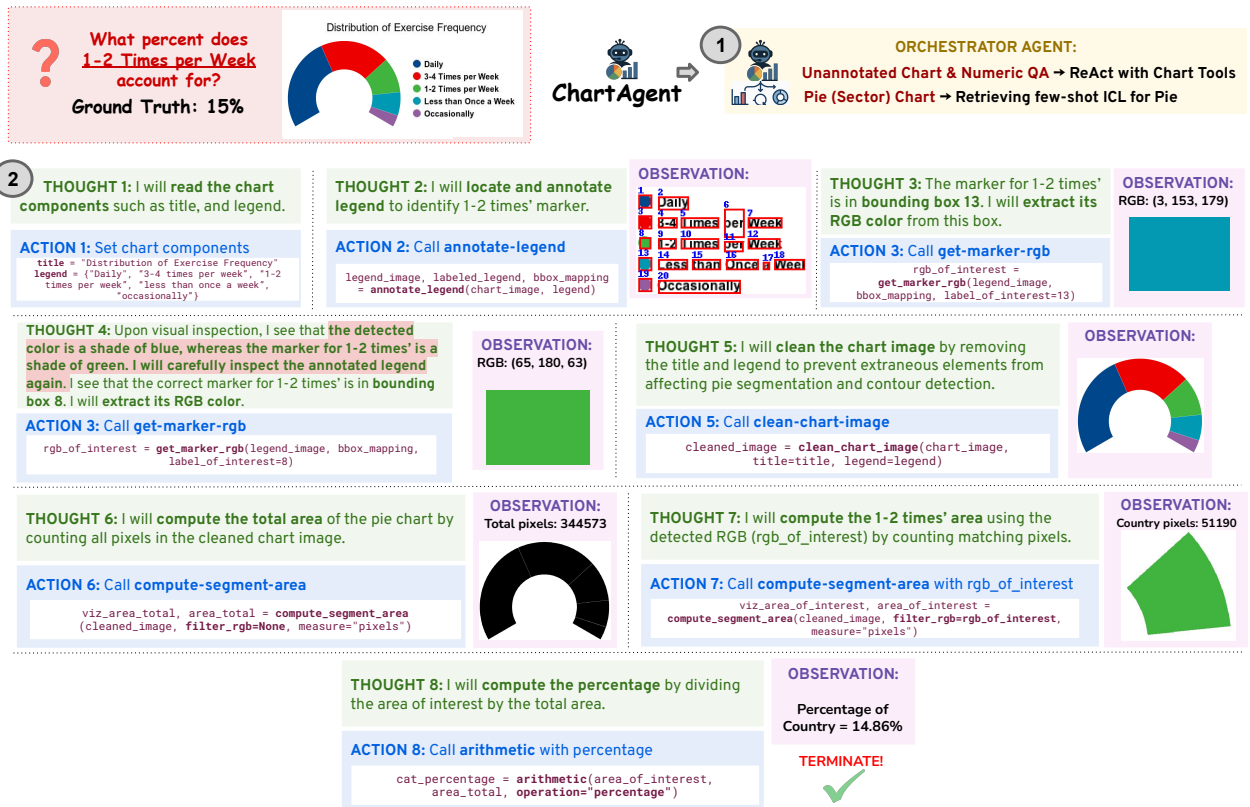 What percent does
1-2 Times per Week
account for?
Ground Truth: 15%
Distribution of Exercise Frequency
Daily
3-4 Times per Week
1-2 Times per Week
Less than Once a Week
Occasionally
ChartAgent
1
ORCHESTRATOR AGENT:
Unannotated Chart & Numeric QA → ReAct with Chart Tools
Pie (Sector) Chart → Retrieving few-shot ICL for Pie
2
THOUGHT 1: I will read the chart
components such as title, and legend.
ACTION 1: Set chart components
title = "Distribution of Exercise Frequency"
legend = {"Daily", "3-4 times per week", "1-2
times per week", "less than once a week",
"occasionally"}
THOUGHT 2: I will locate and annotate
legend to identify 1-2 times' marker.
ACTION 2: Call annotate-legend
legend_image, labeled_legend, bbox_mapping
= annotate_legend(chart_image, legend)
OBSERVATION:
1 2
Daily
3 4 5 6 7
3-4 Times per Week
8 9 10 11 12
1-2 Times per Week
13 14 15 16 17 18
Less than Once a Week
19 20
Occasionally
THOUGHT 3: The marker for 1-2 times'
is in bounding box 13. I will extract its
RGB color from this box.
ACTION 3: Call get-marker-rgb
rgb_of_interest =
get_marker_rgb(legend_image,
bbox_mapping, label_of_interest=13)
OBSERVATION:
RGB: (3, 153, 179)
THOUGHT 4: Upon visual inspection, I see that the detected
color is a shade of blue, whereas the marker for 1-2 times' is a
shade of green. I will carefully inspect the annotated legend
again. I see that the correct marker for 1-2 times' is in bounding
box 8. I will extract its RGB color.
ACTION 3: Call get-marker-rgb
rgb_of_interest = get_marker_rgb(legend_image, bbox_mapping,
label_of_interest=8)
OBSERVATION:
RGB: (65, 180, 63)
THOUGHT 5: I will clean the chart image by removing
the title and legend to prevent extraneous elements from
affecting pie segmentation and contour detection.
ACTION 5: Call clean-chart-image
cleaned_image = clean_chart_image(chart_image,
title=title, legend=legend)
OBSERVATION:
THOUGHT 6: I will compute the total area of the pie chart by
counting all pixels in the cleaned chart image.
ACTION 6: Call compute-segment-area
viz_area_total, area_total = compute_segment_area
(cleaned_image, filter_rgb=None, measure="pixels")
OBSERVATION:
Total pixels: 344573
THOUGHT 7: I will compute the 1-2 times' area using the
detected RGB (rgb_of_interest) by counting matching pixels.
ACTION 7: Call compute-segment-area with rgb_of_interest
viz_area_of_interest, area_of_interest =
compute_segment_area(cleaned_image, filter_rgb=rgb_of_interest,
measure="pixels")
OBSERVATION:
Country pixels: 51190
THOUGHT 8: I will compute the percentage by dividing
the area of interest by the total area.
ACTION 8: Call arithmetic with percentage
cat_percentage = arithmetic(area_of_interest,
area_total, operation="percentage")
OBSERVATION:
Percentage of
Country = 14.86%
TERMINATE!